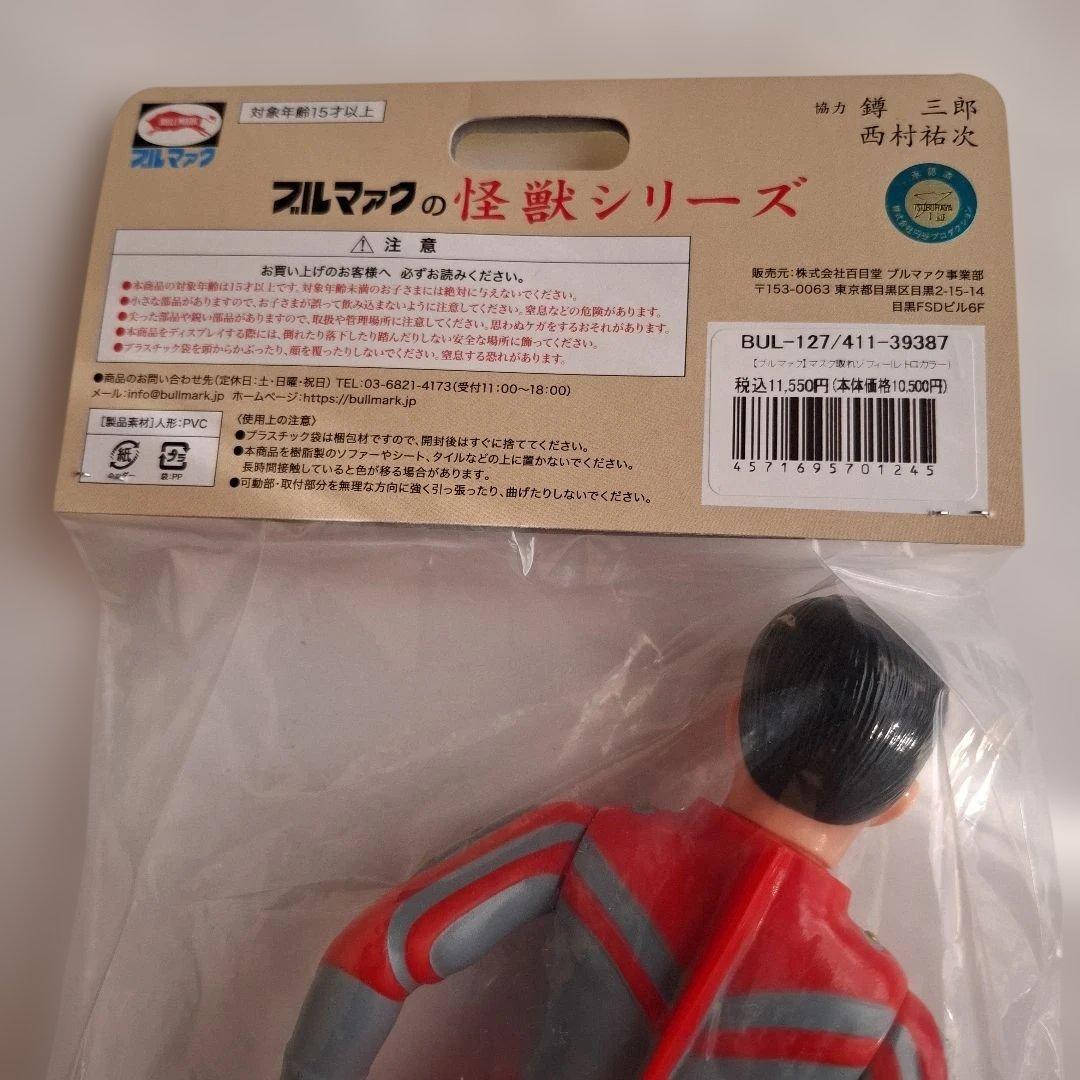 BULLMARK
ブルマァク
対象年齢15才以上
協力 鐏 三郎
西村祐次
ブルマァクの怪獣シリーズ
承認済
TSUBURAYA
株式会社円谷プロダクション
⚠ 注 意
お買い上げのお客様へ 必ずお読みください。
●本商品の対象年齢は15才以上です。対象年齢未満のお子さまには絶対に与えないでください。
●小さな部品がありますので、お子さまが誤って飲み込まないように注意してください。窒息などの危険があります。
●尖った部品や鋭い部品がありますので、取扱や管理場所に注意してください。思わぬケガをするおそれがあります。
●本商品をディスプレイする際には、倒れたり落下したり踏んだりしない安全な場所に飾ってください。
●プラスチック袋を頭からかぶったり、顔を覆ったりしないでください。窒息する恐れがあります。
販売元:株式会社百目堂 ブルマァク事業部
〒153-0063 東京都目黒区目黒2-15-14
目黒FSDビル6F
●商品のお問い合わせ先(定休日:土・日曜・祝日) TEL:03-6821-4173(受付11:00〜18:00)
メール:info@bullmark.jp ホームページ:https://bullmark.jp
[製品素材]人形:PVC
紙
プラ
ヘッダー
袋:PP
〈使用上の注意〉
●プラスチック袋は梱包材ですので、開封後はすぐに捨ててください。
●本商品を樹脂製のソファーやシート、タイルなどの上に置かないでください。
長時間接触していると色が移る場合があります。
●可動部・取付部分を無理な方向に強く引っ張ったり、曲げたりしないでください。
BUL-127/411-39387
【ブルマァク】マスク取れゾフィー(レトロカラー)
税込11,550円(本体価格10,500円)
4571695701245